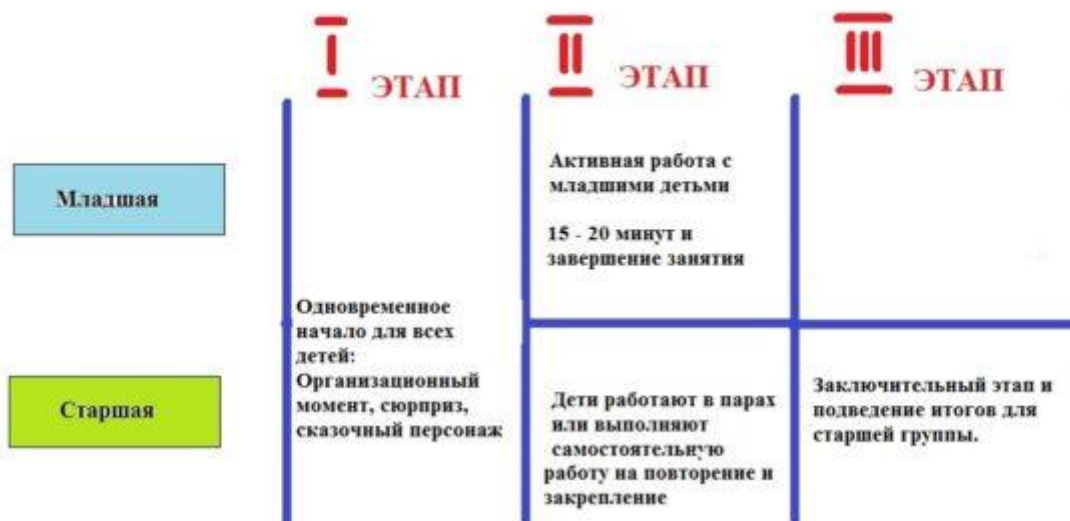 I ЭТАП
II ЭТАП
III ЭТАП
Младшая
Активная работа с
младшими детьми
15 - 20 минут и
завершение занятия
Одновременное
начало для всех
детей:
Организационный
момент, сюрприз,
сказочный персонаж
Старшая
Дети работают в парах
или выполняют
самостоятельную
работу на повторение и
закрепление
Заключительный этап и
подведение итогов для
старшей группы.